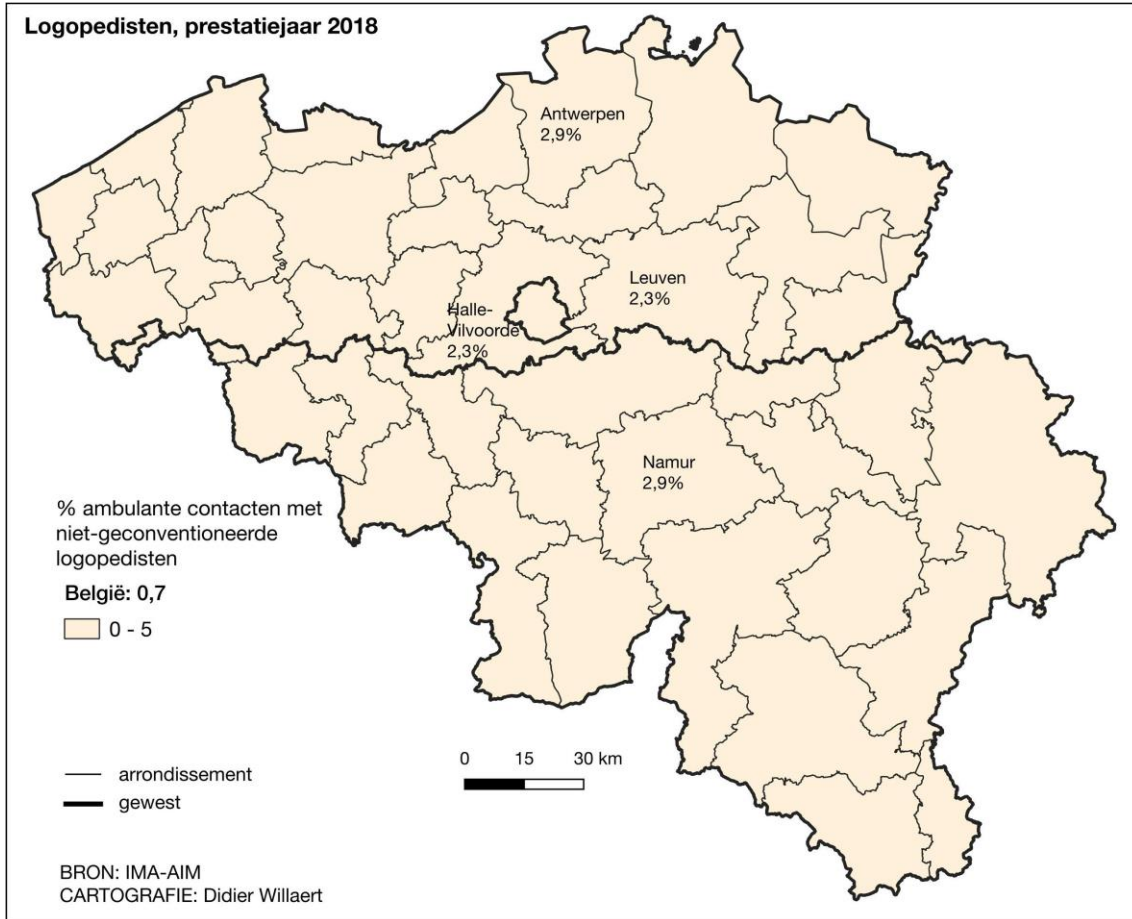 Logopedisten, prestatiejaar 2018
Antwerpen
2,9%
Leuven
2,3%
Halle-
Vilvoorde
2,3%
Namur
2,9%
% ambulante contacten met
niet-geconventioneerde
logopedisten
België: 0,7
0 - 5
0 15 30 km
arrondissement
gewest
BRON: IMA-AIM
CARTOGRAFIE: Didier Willaert